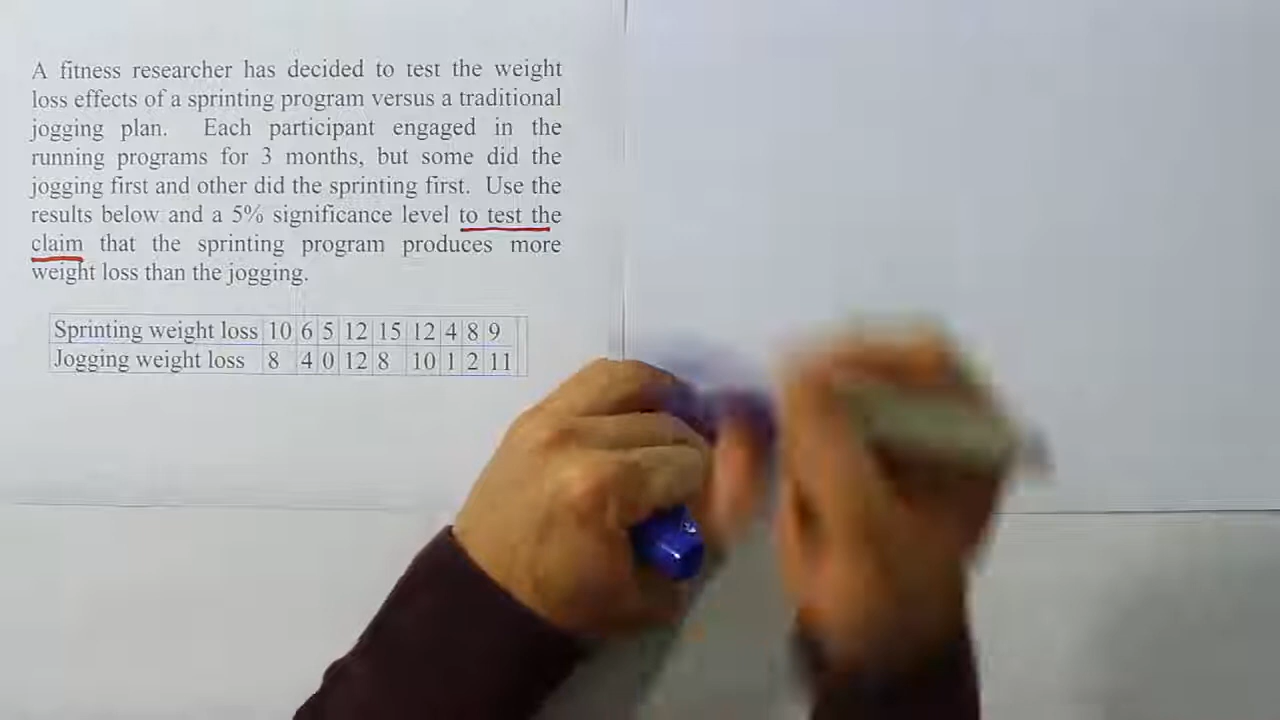 A fitness researcher has decided to test the weight
loss effects of a sprinting program versus a traditional
jogging plan. Each participant engaged in the
running programs for 3 months, but some did the
jogging first and other did the sprinting first. Use the
results below and a 5% significance level to test the
claim that the sprinting program produces more
weight loss than the jogging.
Sprinting weight loss 10 6 5 12 15 12 4 8 9
Jogging weight loss 8 4 0 12 8 10 1 2 11